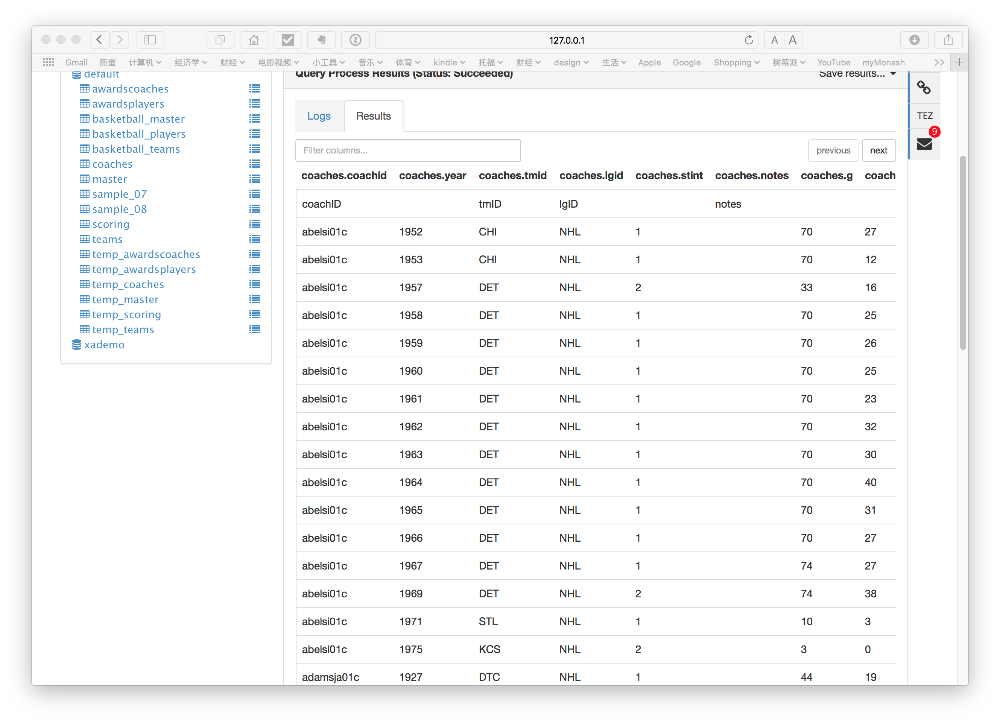 127.0.0.1
A A
Gmail 煎蛋 计算机 经济学 财经 电影视频 小工具 音乐 体育 kindle 托福 财经 design 生活 Apple Google Shopping 树莓派 YouTube myMonash
default
awardscoaches
awardsplayers
basketball_master
basketball_players
basketball_teams
coaches
master
sample_07
sample_08
scoring
teams
temp_awardscoaches
temp_awardsplayers
temp_coaches
temp_master
temp_scoring
temp_teams
xademo
Query Process Results (Status: Succeeded) Save results...
Logs Results
Filter columns... previous next
coaches.coachid coaches.year coaches.tmid coaches.lgid coaches.stint coaches.notes coaches.g coach
coachID tmID lgID notes
abelsi01c 1952 CHI NHL 1 70 27
abelsi01c 1953 CHI NHL 1 70 12
abelsi01c 1957 DET NHL 2 33 16
abelsi01c 1958 DET NHL 1 70 25
abelsi01c 1959 DET NHL 1 70 26
abelsi01c 1960 DET NHL 1 70 25
abelsi01c 1961 DET NHL 1 70 23
abelsi01c 1962 DET NHL 1 70 32
abelsi01c 1963 DET NHL 1 70 30
abelsi01c 1964 DET NHL 1 70 40
abelsi01c 1965 DET NHL 1 70 31
abelsi01c 1966 DET NHL 1 70 27
abelsi01c 1967 DET NHL 1 74 27
abelsi01c 1969 DET NHL 2 74 38
abelsi01c 1971 STL NHL 1 10 3
abelsi01c 1975 KCS NHL 2 3 0
adamsja01c 1927 DTC NHL 1 44 19
TEZ
9